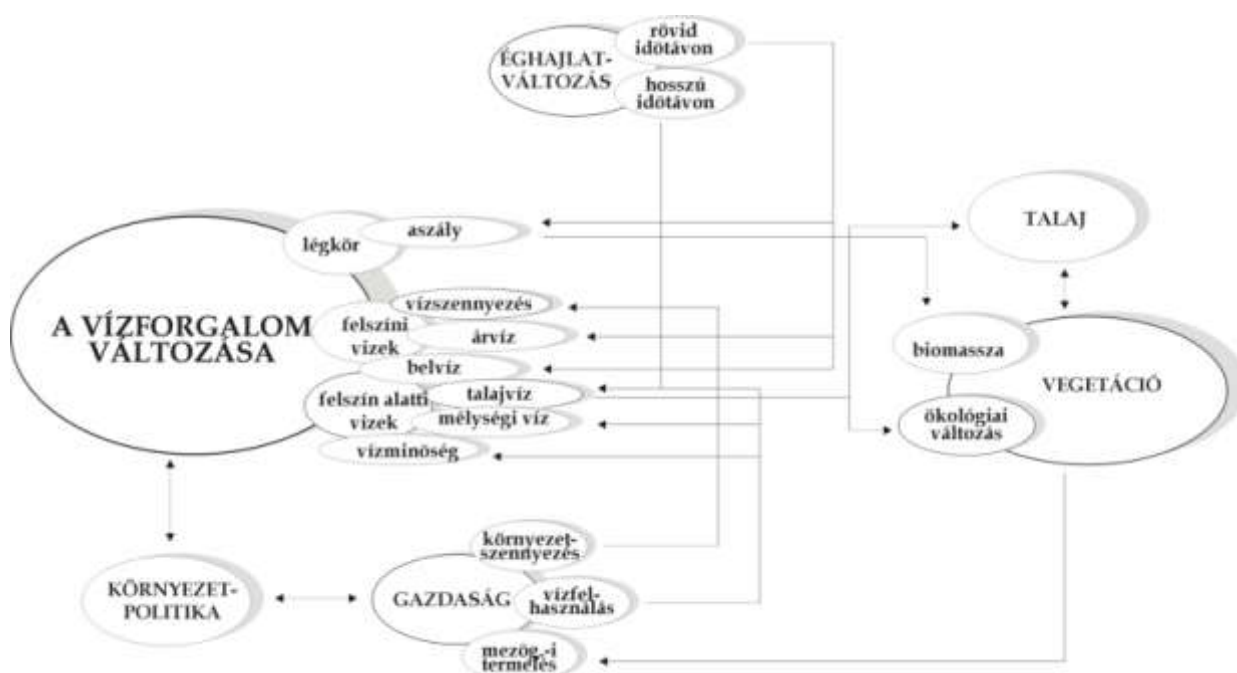 ÉGHAJLAT-
VÁLTOZÁS
rövid
időtávon
hosszú
időtávon
légkör
aszály
TALAJ
A VÍZFORGALOM
VÁLTOZÁSA
felszíni
vizek
vízszennyezés
árvíz
belvíz
felszín alatti
vizek
talajvíz
mélységi víz
vízminőség
biomassza
VEGETÁCIÓ
ökológiai
változás
KÖRNYEZET-
POLITIKA
GAZDASÁG
környezet-
szennyezés
vízfel-
használás
mezőg.-i
termelés